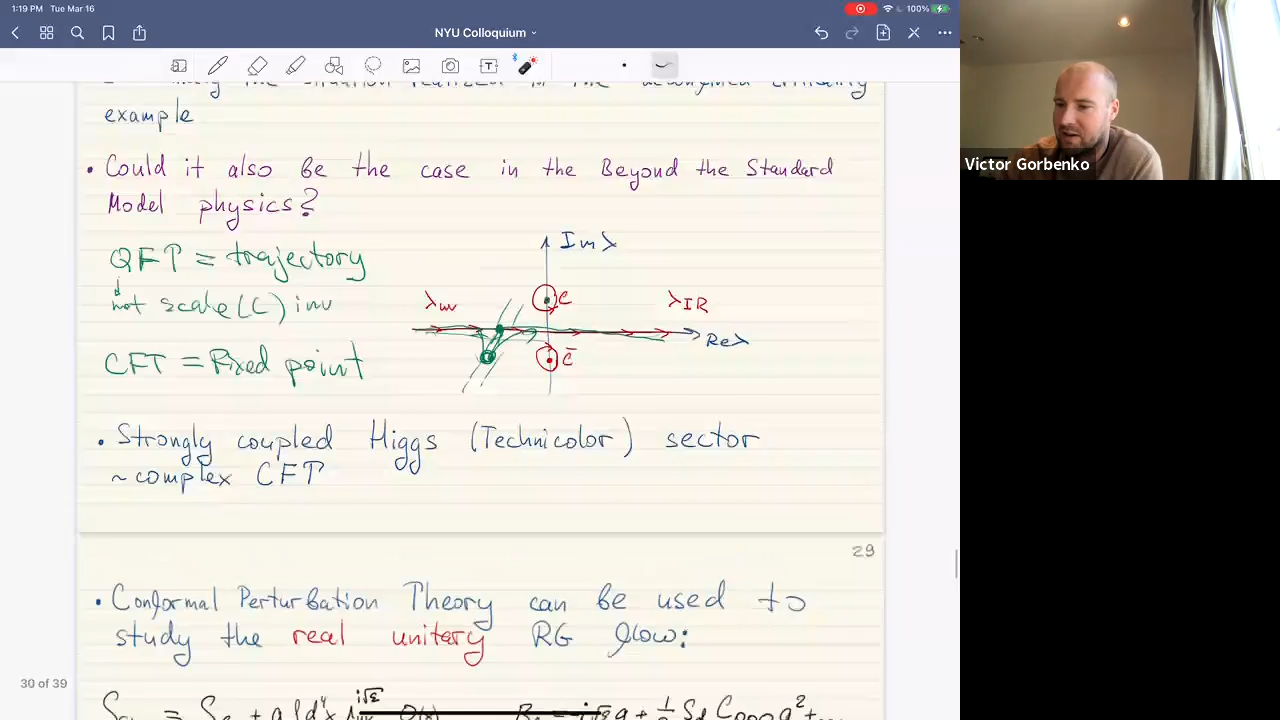 1:19 PM Tue Mar 16
100%
NYU Colloquium
example
• Could it also be the case in the Beyond the Standard
Model physics?
QFT = trajectory
not scale(C) inv
CFT = Fixed point
Im λ
λ_UV
C
λ_IR
Re λ
C̄
• Strongly coupled Higgs (Technicolor) sector
~ complex CFT
29
• Conformal Perturbation Theory can be used to
study the real unitary RG flow:
30 of 39
Victor Gorbenko